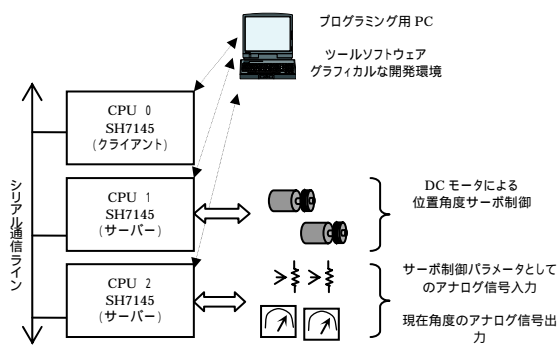 プログラミング用 PC
ツールソフトウェア
グラフィカルな開発環境
CPU 0
SH7145
(クライアント)
シリアル通信ライン
CPU 1
SH7145
(サーバー)
DC モータによる
位置角度サーボ制御
CPU 2
SH7145
(サーバー)
サーボ制御パラメータとして
のアナログ信号入力
現在角度のアナログ信号出
力